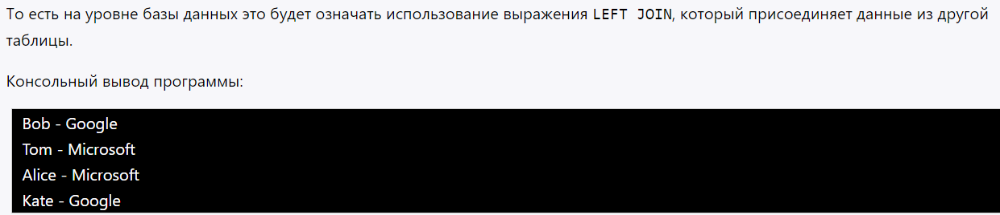 То есть на уровне базы данных это будет означать использование выражения LEFT JOIN, который присоединяет данные из другой
таблицы.
Консольный вывод программы:
Bob - Google
Tom - Microsoft
Alice - Microsoft
Kate - Google